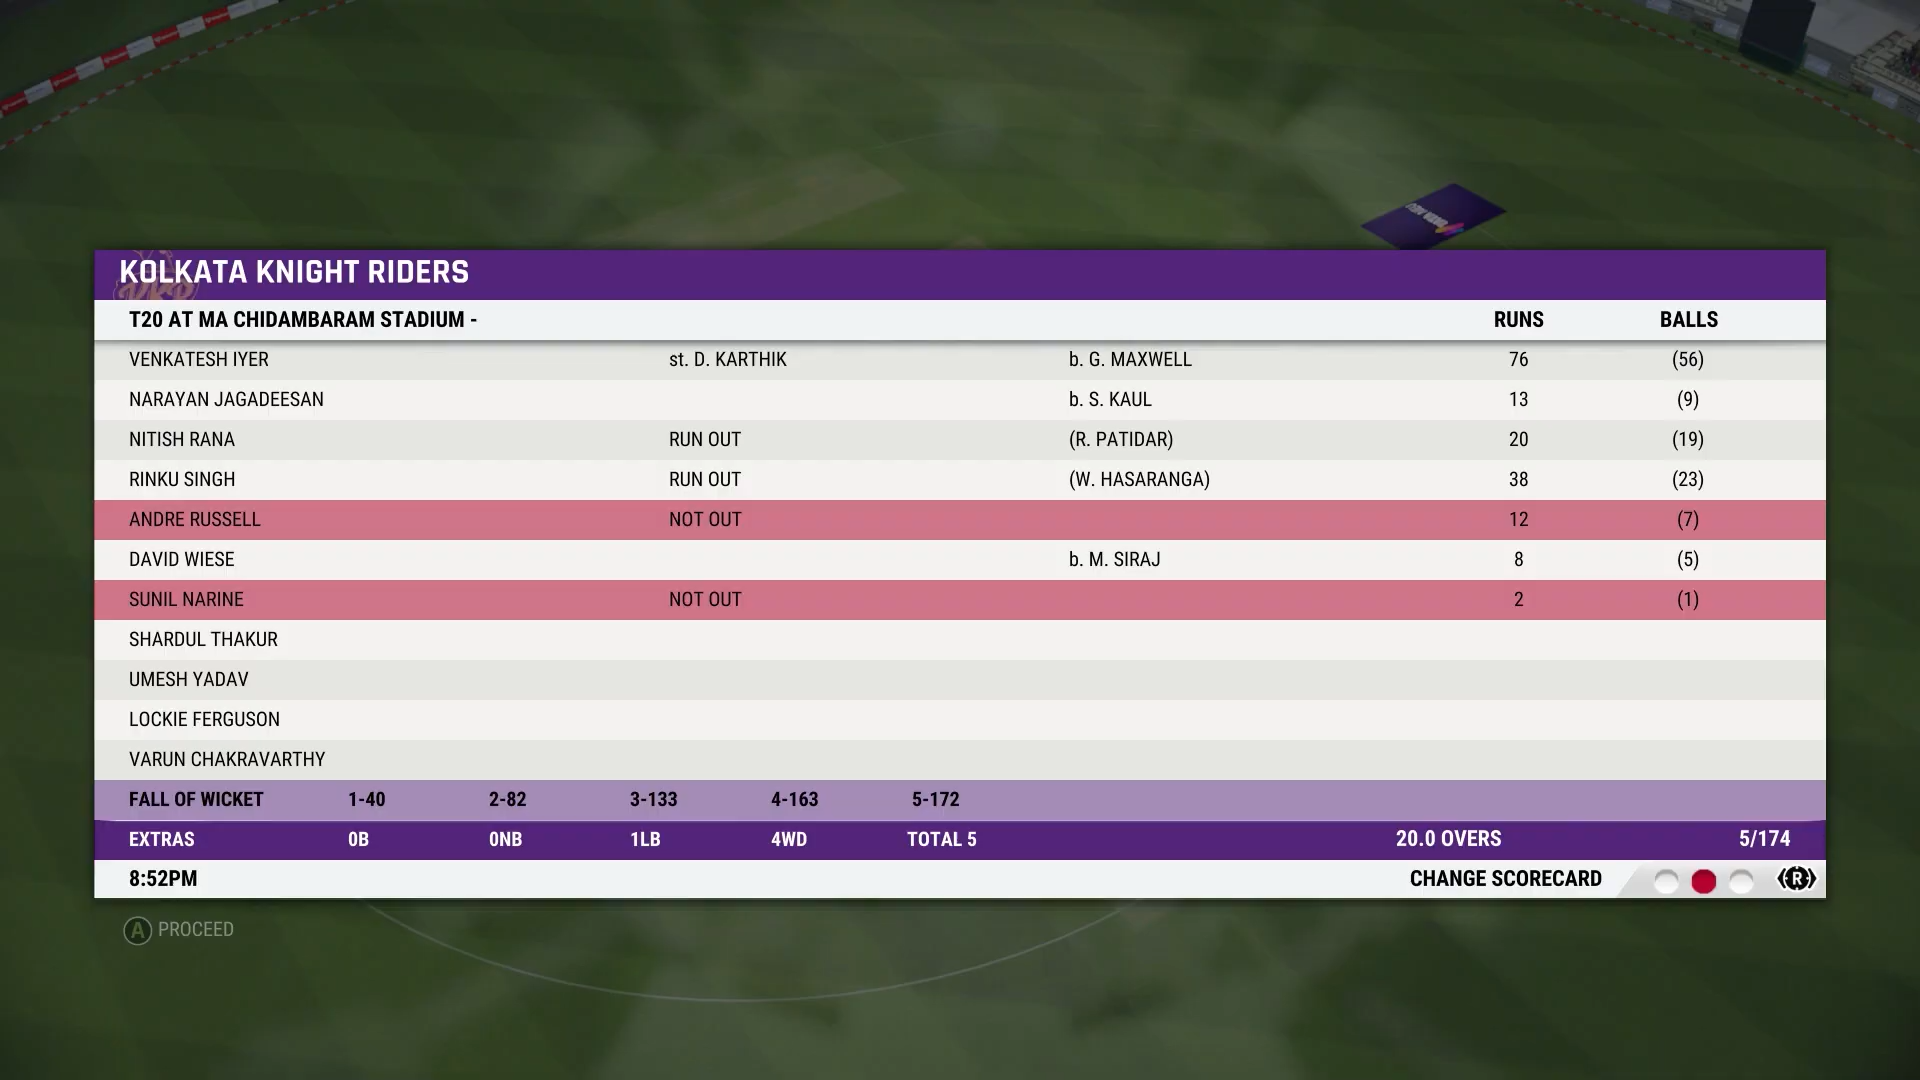 KOLKATA KNIGHT RIDERS
T20 AT MA CHIDAMBARAM STADIUM - RUNS BALLS
VENKATESH IYER st. D. KARTHIK b. G. MAXWELL 76 (56)
NARAYAN JAGADEESAN b. S. KAUL 13 (9)
NITISH RANA RUN OUT (R. PATIDAR) 20 (19)
RINKU SINGH RUN OUT (W. HASARANGA) 38 (23)
ANDRE RUSSELL NOT OUT 12 (7)
DAVID WIESE b. M. SIRAJ 8 (5)
SUNIL NARINE NOT OUT 2 (1)
SHARDUL THAKUR
UMESH YADAV
LOCKIE FERGUSON
VARUN CHAKRAVARTHY
FALL OF WICKET 1-40 2-82 3-133 4-163 5-172
EXTRAS 0B 0NB 1LB 4WD TOTAL 5 20.0 OVERS 5/174
8:52PM CHANGE SCORECARD R
A PROCEED